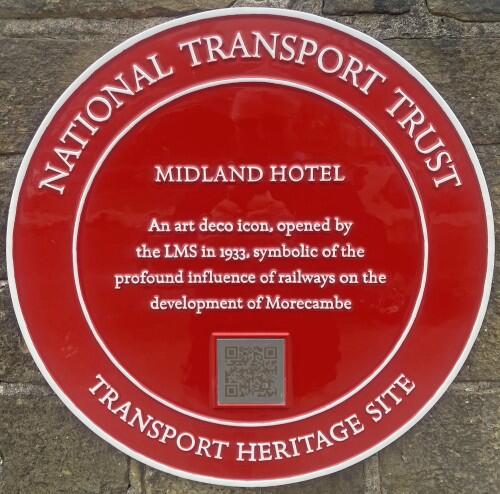 NATIONAL TRANSPORT TRUST
MIDLAND HOTEL
An art deco icon, opened by
the LMS in 1933, symbolic of the
profound influence of railways on the
development of Morecambe
TRANSPORT HERITAGE SITE